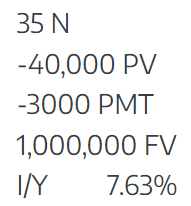 35 N
-40,000 PV
-3000 PMT
1,000,000 FV
I/Y 7.63%